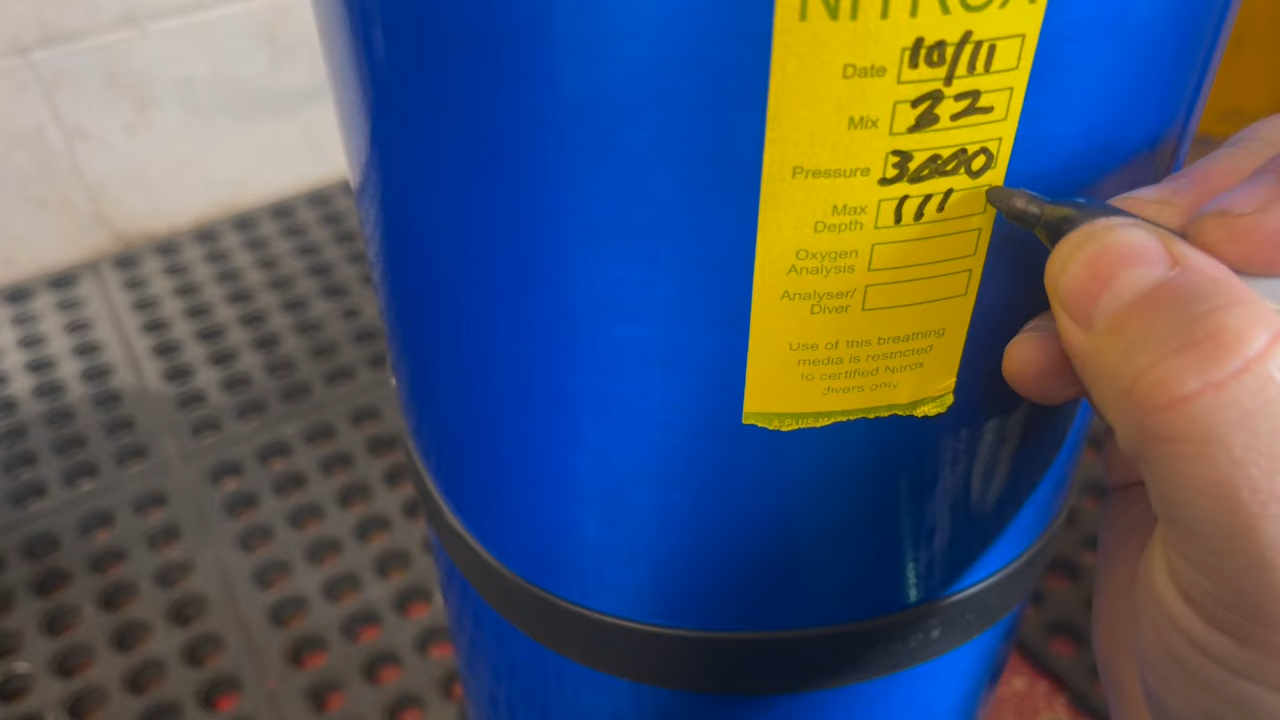 NITROX
Date 10/11
Mix 32
Pressure 3000
Max Depth 111'
Oxygen Analysis
Analyser/ Diver
Use of this breathing
media is restricted
to certified Nitrox
divers only